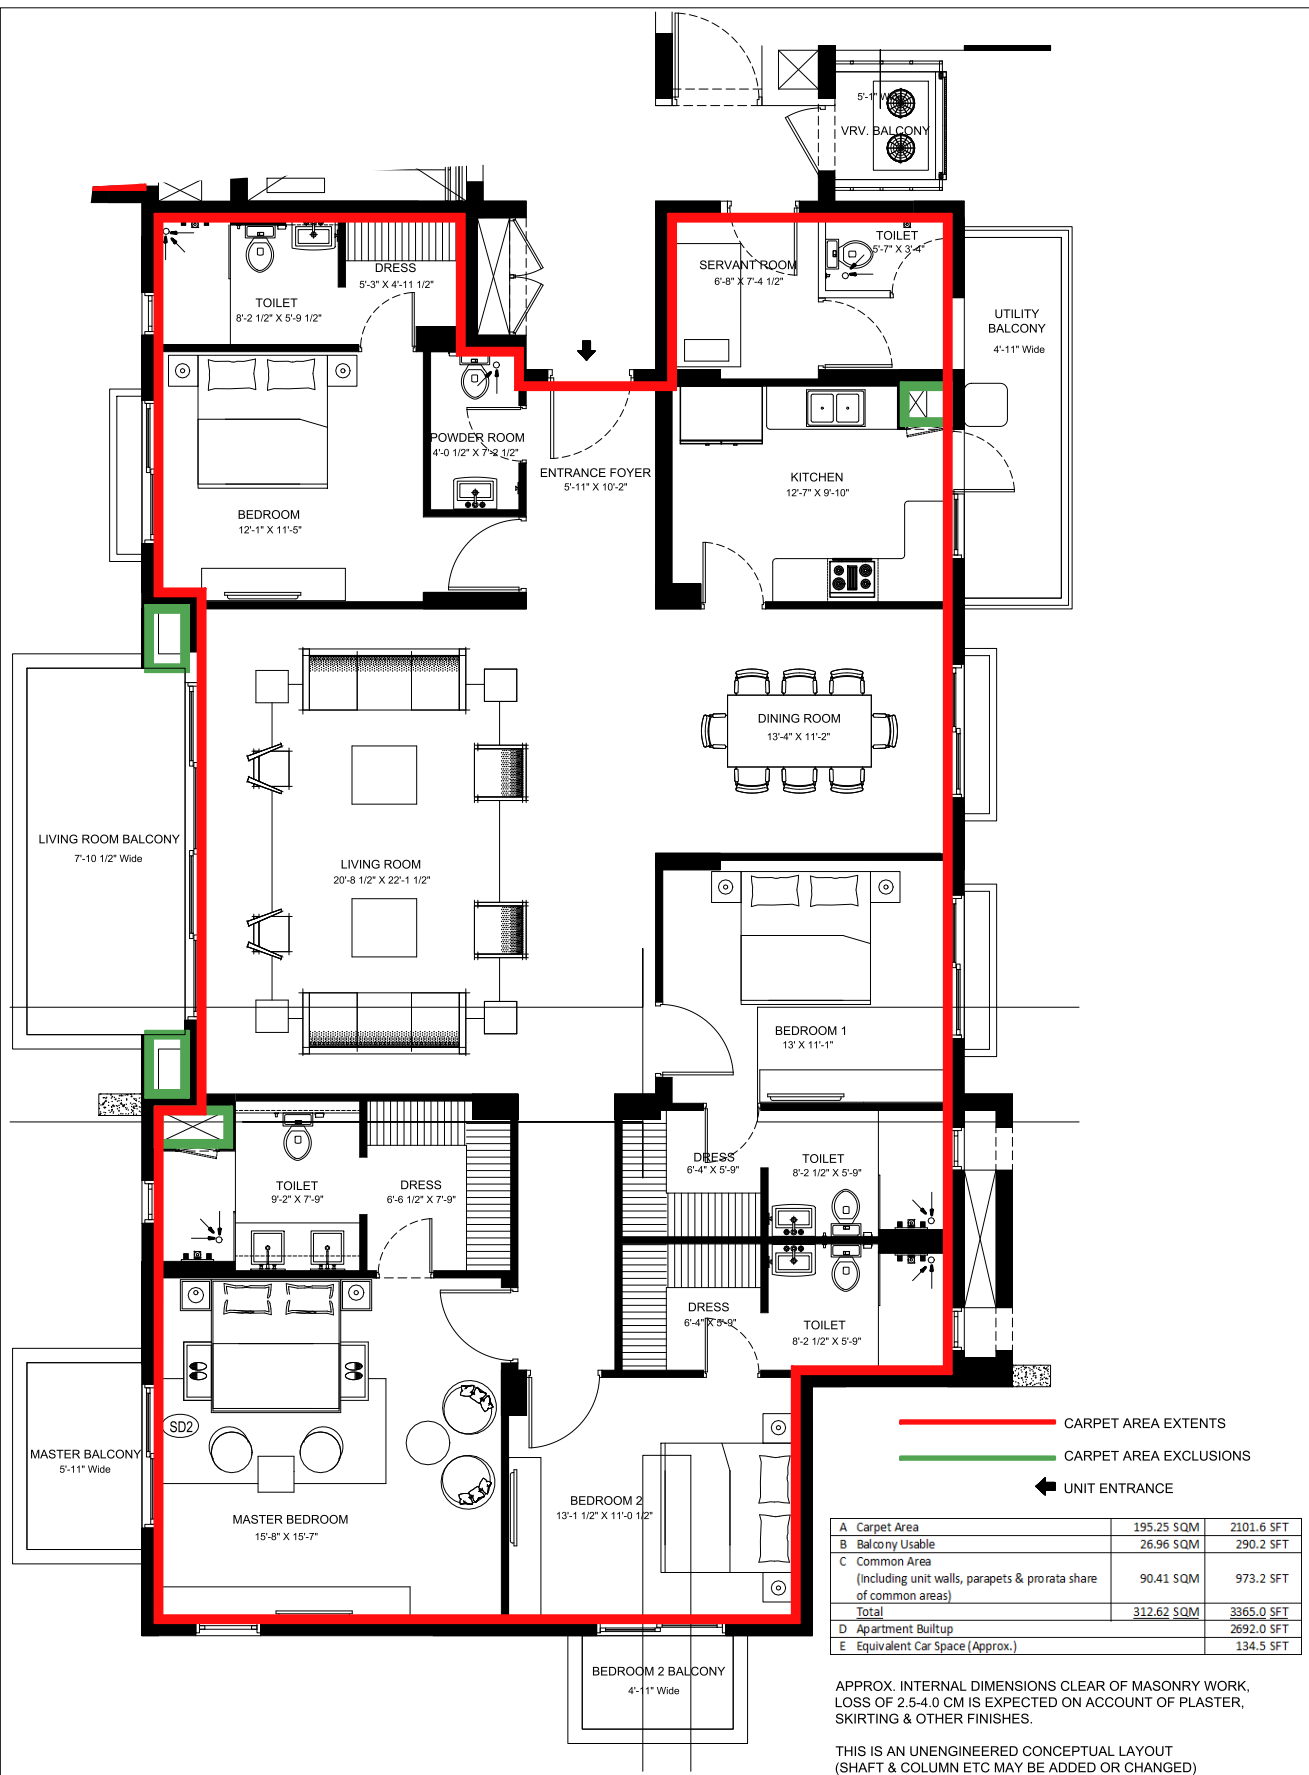 5'-1" W
VRV. BALCONY
TOILET
5'-7" X 3'-4"
SERVANT ROOM
6'-8" X 7'-4 1/2"
DRESS
5'-3" X 4'-11 1/2"
TOILET
8'-2 1/2" X 5'-9 1/2"
UTILITY
BALCONY
4'-11" Wide
POWDER ROOM
4'-0 1/2" X 7'-2 1/2"
ENTRANCE FOYER
5'-11" X 10'-2"
KITCHEN
12'-7" X 9'-10"
BEDROOM
12'-1" X 11'-5"
DINING ROOM
13'-4" X 11'-2"
LIVING ROOM BALCONY
7'-10 1/2" Wide
LIVING ROOM
20'-8 1/2" X 22'-1 1/2"
BEDROOM 1
13' X 11'-1"
DRESS
6'-4" X 5'-9"
TOILET
8'-2 1/2" X 5'-9"
TOILET
9'-2" X 7'-9"
DRESS
6'-6 1/2" X 7'-9"
DRESS
6'-4" X 5'-9"
TOILET
8'-2 1/2" X 5'-9"
SD2
MASTER BALCONY
5'-11" Wide
MASTER BEDROOM
15'-8" X 15'-7"
BEDROOM 2
13'-1 1/2" X 11'-0 1/2"
BEDROOM 2 BALCONY
4'-11" Wide
CARPET AREA EXTENTS
CARPET AREA EXCLUSIONS
UNIT ENTRANCE
A Carpet Area 195.25 SQM 2101.6 SFT
B Balcony Usable 26.96 SQM 290.2 SFT
C Common Area
(Including unit walls, parapets & prorata share 90.41 SQM 973.2 SFT
of common areas)
Total 312.62 SQM 3365.0 SFT
D Apartment Builtup 2692.0 SFT
E Equivalent Car Space (Approx.) 134.5 SFT
APPROX. INTERNAL DIMENSIONS CLEAR OF MASONRY WORK,
LOSS OF 2.5-4.0 CM IS EXPECTED ON ACCOUNT OF PLASTER,
SKIRTING & OTHER FINISHES.
THIS IS AN UNENGINEERED CONCEPTUAL LAYOUT
(SHAFT & COLUMN ETC MAY BE ADDED OR CHANGED)